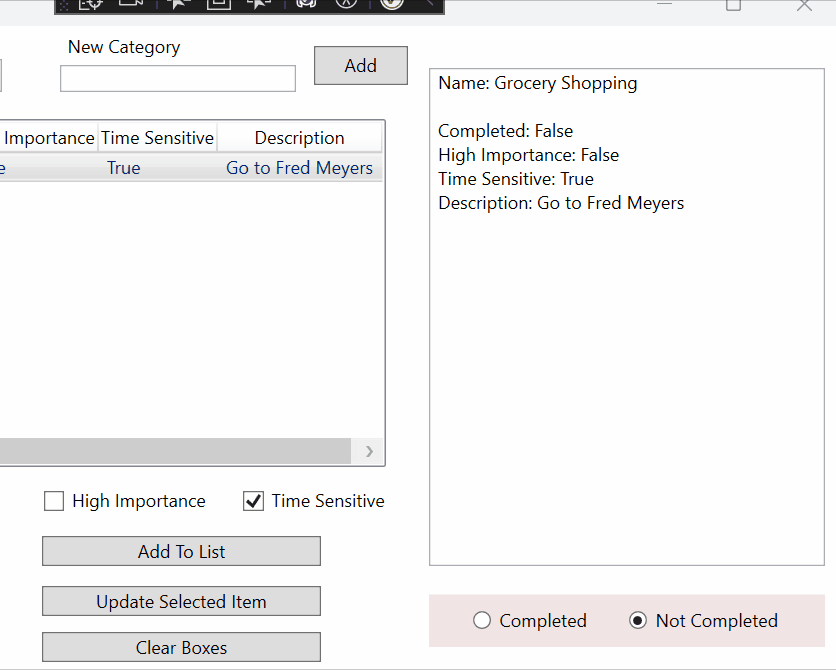 New Category
Add
Importance Time Sensitive Description
e True Go to Fred Meyers
High Importance Time Sensitive
Add To List
Update Selected Item
Clear Boxes
Name: Grocery Shopping
Completed: False
High Importance: False
Time Sensitive: True
Description: Go to Fred Meyers
Completed Not Completed